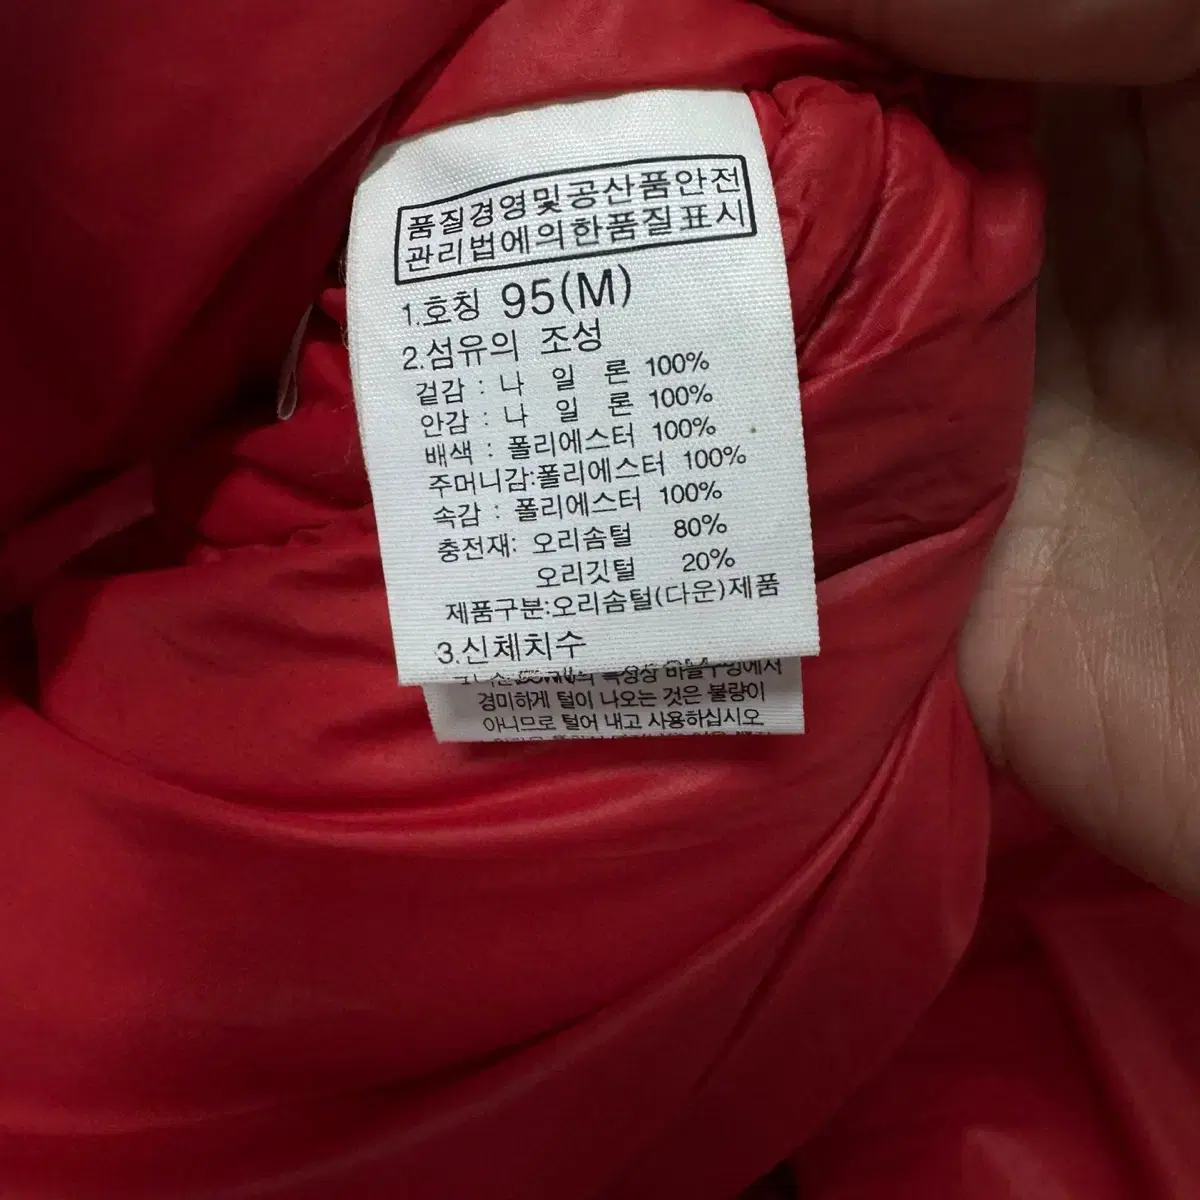 품질경영및공산품안전
관리법에의한품질표시
1.호칭 95(M)
2.섬유의 조성
겉감 : 나 일 론 100%
안감 : 나 일 론 100%
배색 : 폴리에스터 100%
주머니감:폴리에스터 100%
속감 : 폴리에스터 100%
충전재: 오리솜털 80%
오리깃털 20%
제품구분:오리솜털(다운)제품
3.신체치수
경미하게 털이 나오는 것은 불량이
아니므로 털어 내고 사용하십시오